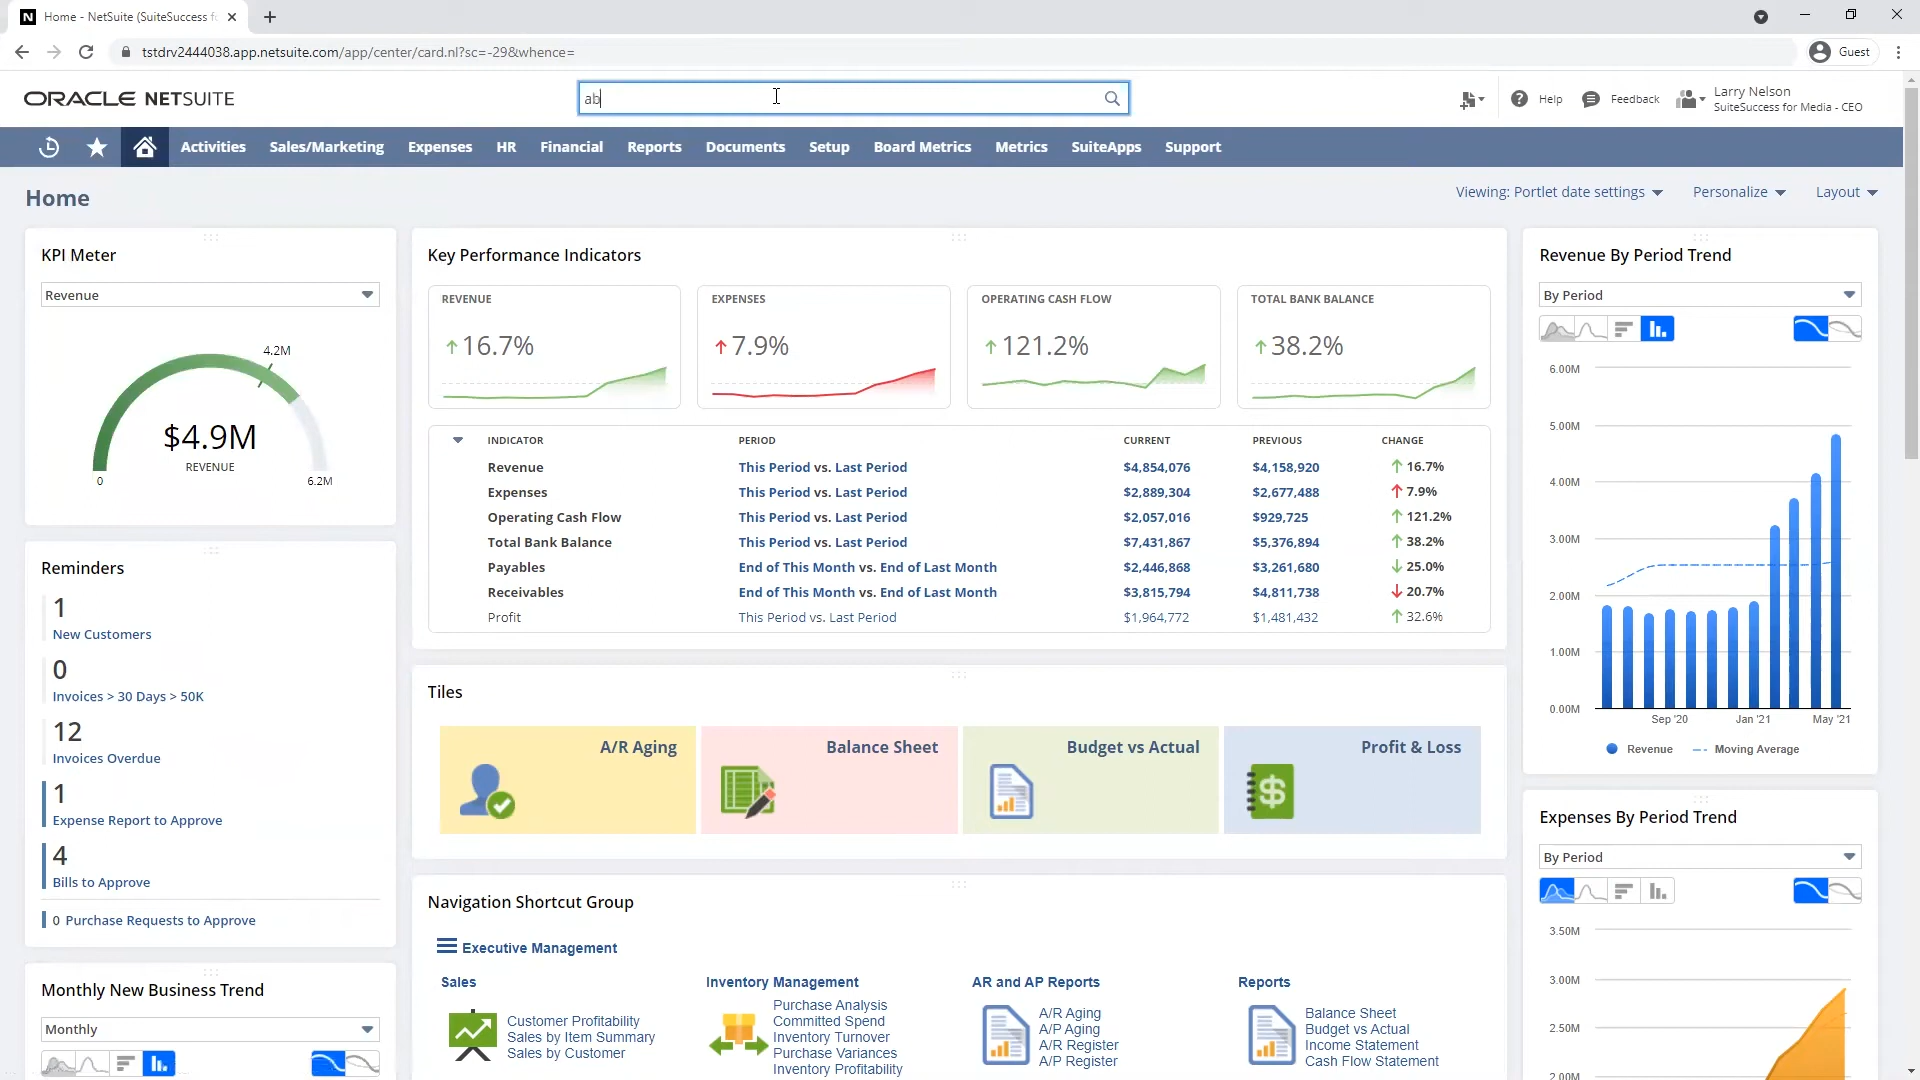 Home - NetSuite (SuiteSuccess fo
tstdrv2444038.app.netsuite.com/app/center/card.nl?sc=-29&whence=
Guest
ORACLE NETSUITE
ab
Help
Feedback
Larry Nelson
SuiteSuccess for Media - CEO
Activities
Sales/Marketing
Expenses
HR
Financial
Reports
Documents
Setup
Board Metrics
Metrics
SuiteApps
Support
Home
Viewing: Portlet date settings
Personalize
Layout
KPI Meter
Revenue
4.2M
$4.9M
REVENUE
0
6.2M
Reminders
1
New Customers
0
Invoices > 30 Days > 50K
12
Invoices Overdue
1
Expense Report to Approve
4
Bills to Approve
0 Purchase Requests to Approve
Monthly New Business Trend
Monthly
Key Performance Indicators
REVENUE
16.7%
EXPENSES
7.9%
OPERATING CASH FLOW
121.2%
TOTAL BANK BALANCE
38.2%
INDICATOR PERIOD CURRENT PREVIOUS CHANGE
Revenue This Period vs. Last Period $4,854,076 $4,158,920 16.7%
Expenses This Period vs. Last Period $2,889,304 $2,677,488 7.9%
Operating Cash Flow This Period vs. Last Period $2,057,016 $929,725 121.2%
Total Bank Balance This Period vs. Last Period $7,431,867 $5,376,894 38.2%
Payables End of This Month vs. End of Last Month $2,446,868 $3,261,680 25.0%
Receivables End of This Month vs. End of Last Month $3,815,794 $4,811,738 20.7%
Profit This Period vs. Last Period $1,964,772 $1,481,432 32.6%
Tiles
A/R Aging
Balance Sheet
Budget vs Actual
Profit & Loss
Navigation Shortcut Group
Executive Management
Sales
Customer Profitability
Sales by Item Summary
Sales by Customer
Inventory Management
Purchase Analysis
Committed Spend
Inventory Turnover
Purchase Variances
Inventory Profitability
AR and AP Reports
A/R Aging
A/P Aging
A/R Register
A/P Register
Reports
Balance Sheet
Budget vs Actual
Income Statement
Cash Flow Statement
Revenue By Period Trend
By Period
6.00M
5.00M
4.00M
3.00M
2.00M
1.00M
0.00M
Sep '20
Jan '21
May '21
Revenue
Moving Average
Expenses By Period Trend
By Period
3.50M
3.00M
2.50M
2.00M